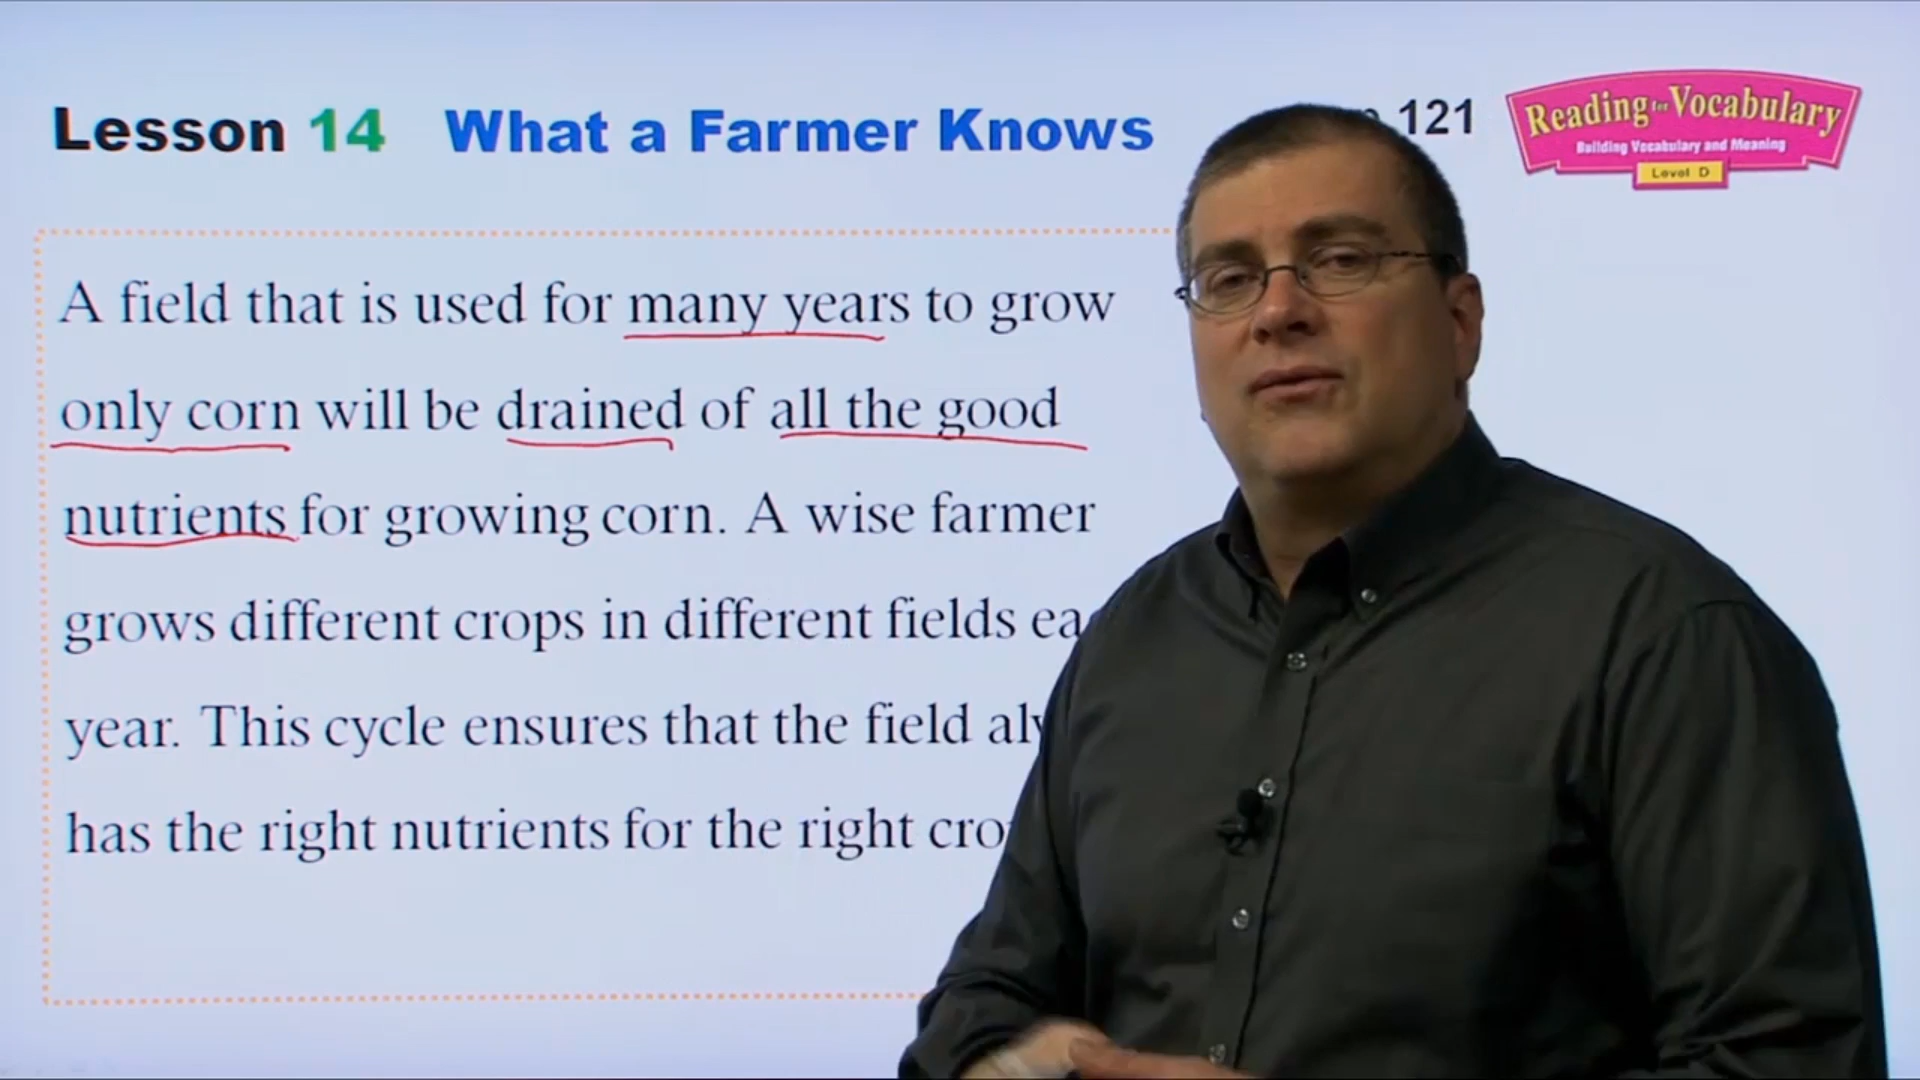 Lesson 14 What a Farmer Knows
121
Reading for Vocabulary
Building Vocabulary and Meaning
Level D
A field that is used for many years to grow
only corn will be drained of all the good
nutrients for growing corn. A wise farmer
grows different crops in different fields
year. This cycle ensures that the field
has the right nutrients for the right